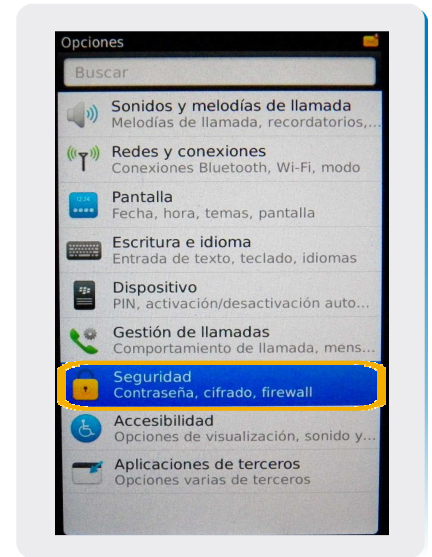 Opciones
Buscar
Sonidos y melodías de llamada
Melodías de llamada, recordatorios,...
Redes y conexiones
Conexiones Bluetooth, Wi-Fi, modo
Pantalla
Fecha, hora, temas, pantalla
Escritura e idioma
Entrada de texto, teclado, idiomas
Dispositivo
PIN, activación/desactivación auto...
Gestión de llamadas
Comportamiento de llamada, mens...
Seguridad
Contraseña, cifrado, firewall
Accesibilidad
Opciones de visualización, sonido y...
Aplicaciones de terceros
Opciones varias de terceros